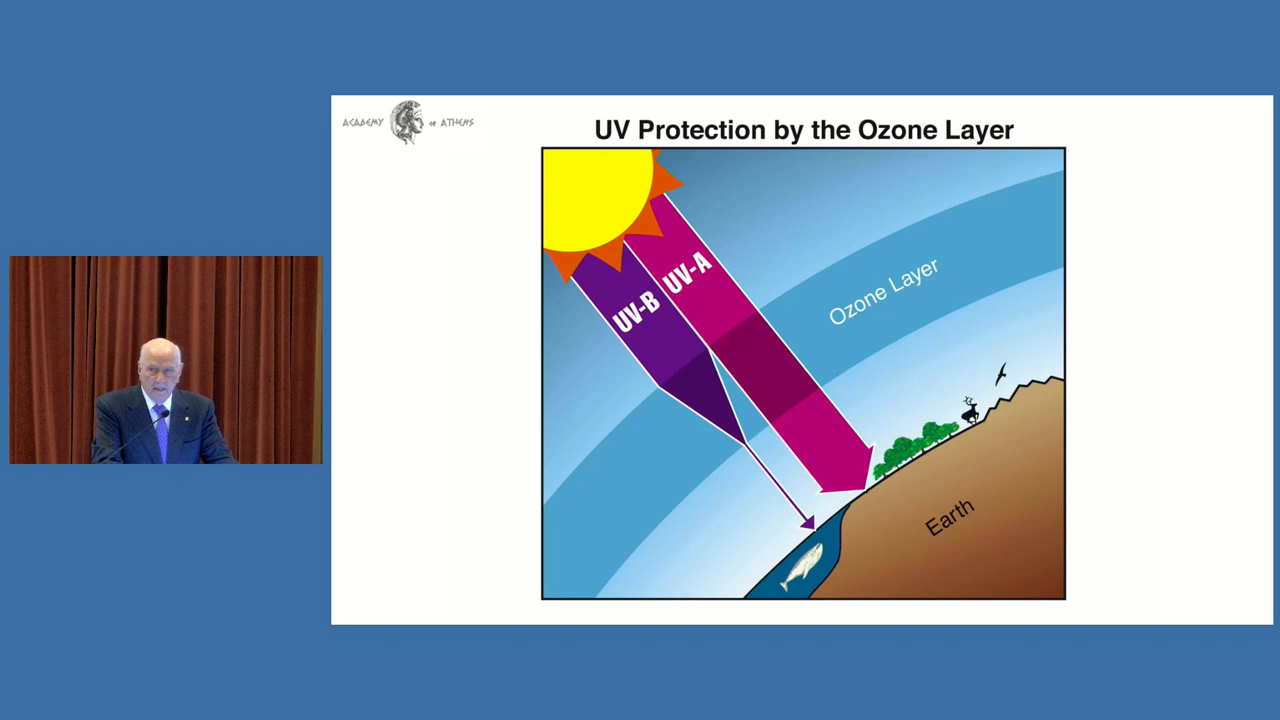 ACADEMY OF ATHENS
UV Protection by the Ozone Layer
UV-A
UV-B
Ozone Layer
Earth